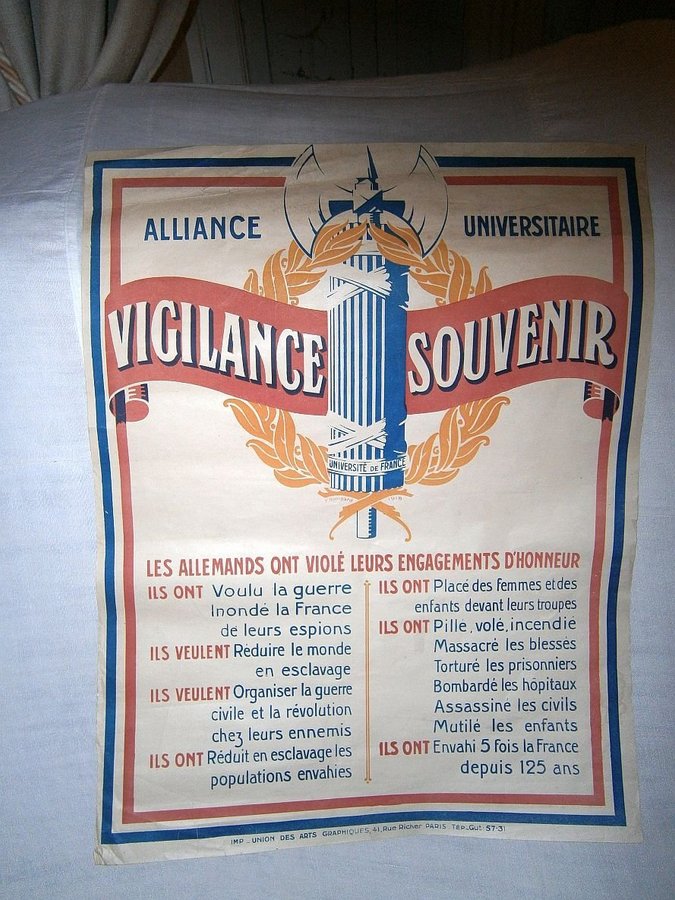 ALLIANCE UNIVERSITAIRE
VIGILANCE SOUVENIR
UNIVERSITÉ DE FRANCE
1918
LES ALLEMANDS ONT VIOLÉ LEURS ENGAGEMENTS D'HONNEUR
ILS ONT Voulu la guerre
Inondé la France
de leurs espions
ILS VEULENT Réduire le monde
en esclavage
ILS VEULENT Organiser la guerre
civile et la révolution
chez leurs ennemis
ILS ONT Réduit en esclavage les
populations envahies
ILS ONT Placé des femmes et des
enfants devant leurs troupes
ILS ONT Pillé, volé, incendié
Massacré les blessés
Torturé les prisonniers
Bombardé les hôpitaux
Assassiné les civils
Mutilé les enfants
ILS ONT Envahi 5 fois la France
depuis 125 ans
IMP - UNION DES ARTS GRAPHIQUES, 41, Rue Richer PARIS TÉP - Gut: 57-31